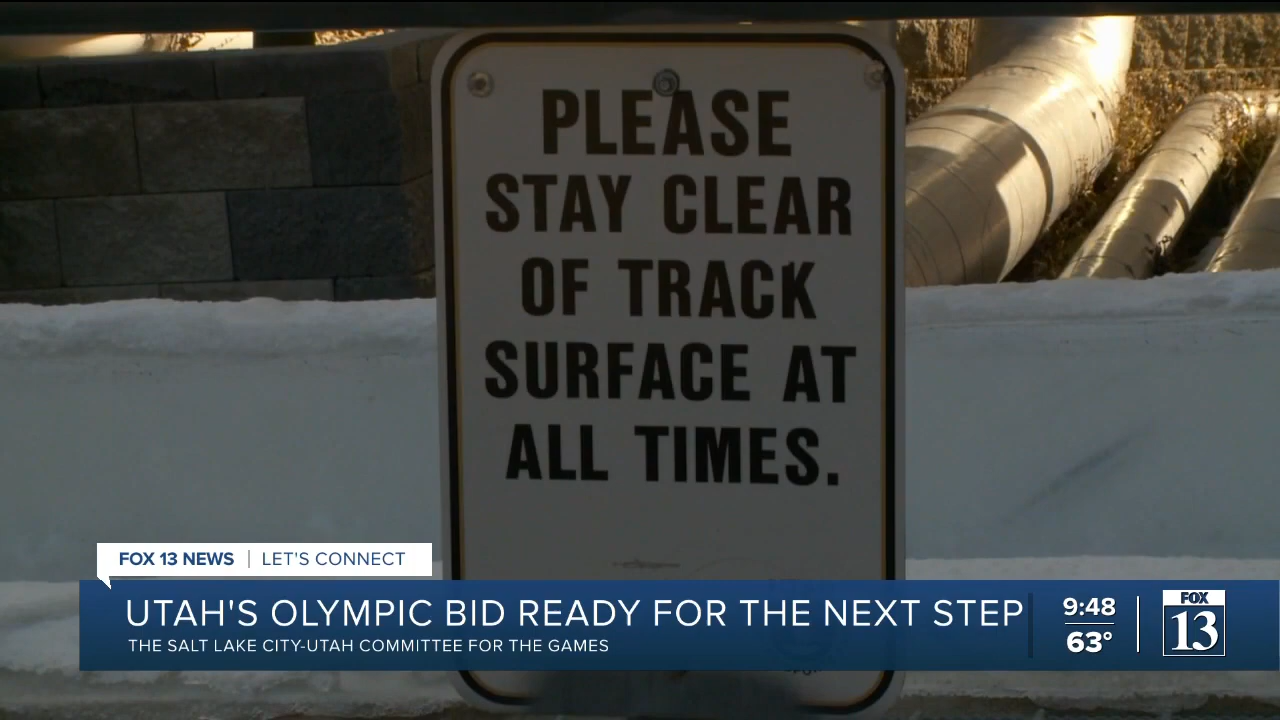 PLEASE
STAY CLEAR
OF TRACK
SURFACE AT
ALL TIMES.
FOX 13 NEWS | LET'S CONNECT
UTAH'S OLYMPIC BID READY FOR THE NEXT STEP
THE SALT LAKE CITY-UTAH COMMITTEE FOR THE GAMES
9:48
63°
FOX
13